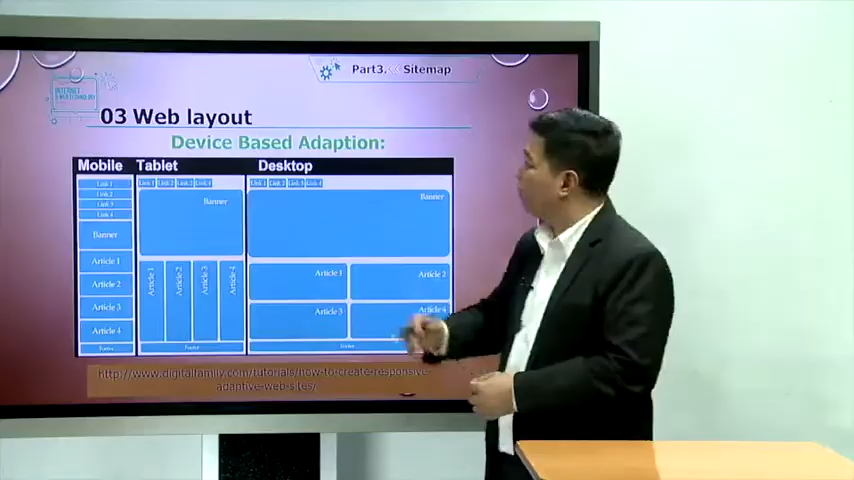 Part3. << Sitemap
INTERNET
03 Web layout
Device Based Adaption:
Mobile Tablet Desktop
Link 1
Link 2
Link 3
Link 4
Banner
Article 1
Article 2
Article 3
Article 4
Footer
Link 1 Link 2 Link 3 Link 4
Banner
Article 1
Article 2
Article 3
Article 4
Footer
Link 1 Link 2 Link 3 Link 4
Banner
Article 1 Article 2
Article 3 Article 4
Footer
http://www.digitalfamily.com/tutorials/how-to-create-responsive-
adaptive-web-sites/